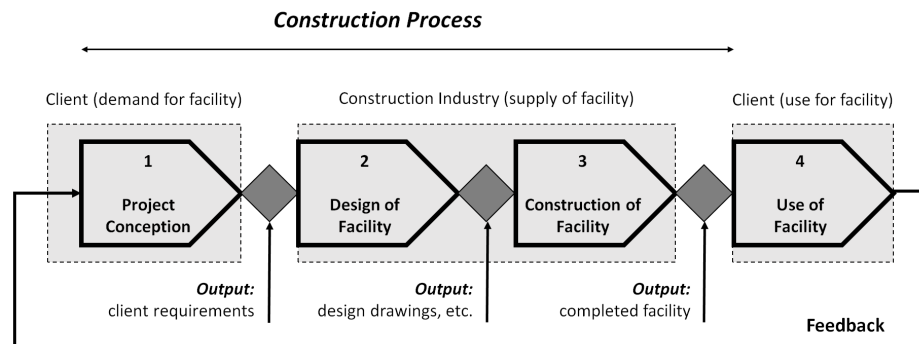 Construction Process
Client (demand for facility)
Construction Industry (supply of facility)
Client (use for facility)
1
Project
Conception
2
Design of
Facility
3
Construction of
Facility
4
Use of
Facility
Output:
client requirements
Output:
design drawings, etc.
Output:
completed facility
Feedback